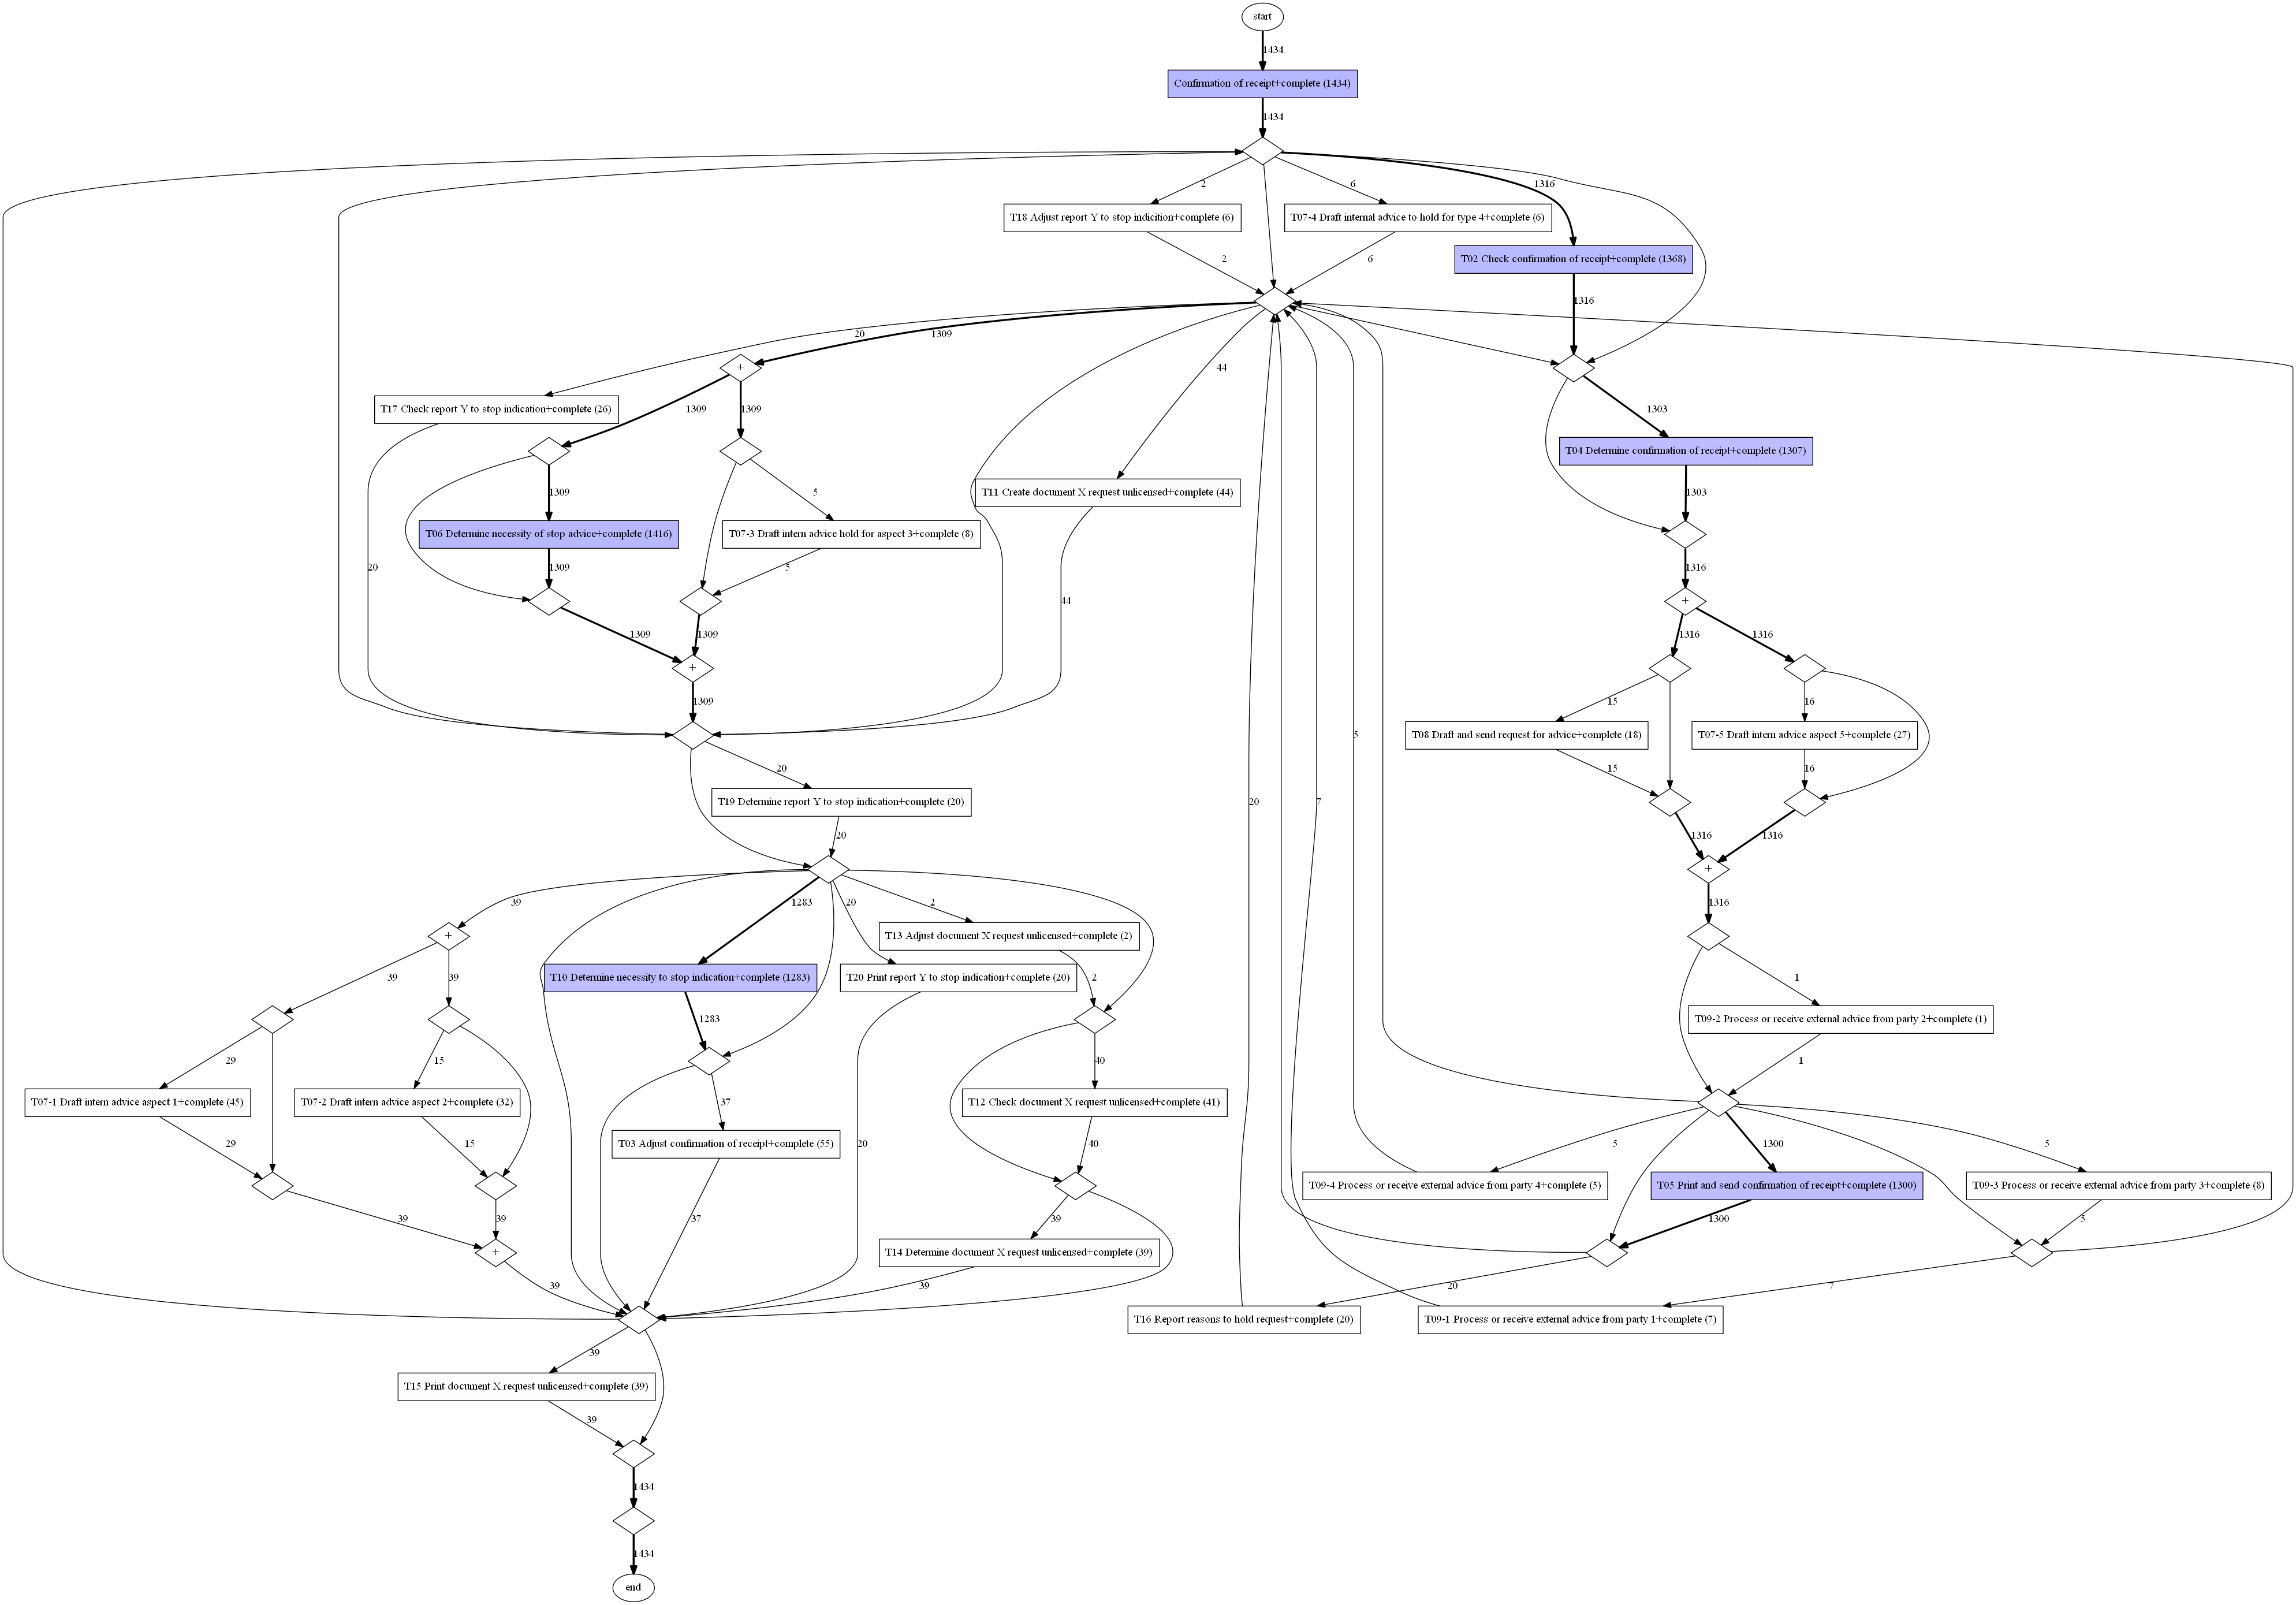 start
1434
Confirmation of receipt+complete (1434)
1434
2
6
1316
T18 Adjust report Y to stop indicition+complete (6)
T07-4 Draft internal advice to hold for type 4+complete (6)
2
6
T02 Check confirmation of receipt+complete (1368)
1316
20
1309
+
44
T17 Check report Y to stop indication+complete (26)
1309
1309
1303
T04 Determine confirmation of receipt+complete (1307)
1309
5
T11 Create document X request unlicensed+complete (44)
1303
T06 Determine necessity of stop advice+complete (1416)
T07-3 Draft intern advice hold for aspect 3+complete (8)
20
1309
5
1316
44
+
1309
1309
1316
1316
+
1309
15
16
T08 Draft and send request for advice+complete (18)
T07-5 Draft intern advice aspect 5+complete (27)
5
20
15
16
T19 Determine report Y to stop indication+complete (20)
20
7
20
1316
1316
+
39
1283
20
2
1316
+
T13 Adjust document X request unlicensed+complete (2)
39
39
T10 Determine necessity to stop indication+complete (1283)
T20 Print report Y to stop indication+complete (20)
2
1
1283
T09-2 Process or receive external advice from party 2+complete (1)
29
15
40
1
T07-1 Draft intern advice aspect 1+complete (45)
T07-2 Draft intern advice aspect 2+complete (32)
37
T12 Check document X request unlicensed+complete (41)
29
15
T03 Adjust confirmation of receipt+complete (55)
20
40
5
1300
5
T09-4 Process or receive external advice from party 4+complete (5)
T05 Print and send confirmation of receipt+complete (1300)
T09-3 Process or receive external advice from party 3+complete (8)
39
39
37
39
1300
5
+
T14 Determine document X request unlicensed+complete (39)
39
39
20
7
T16 Report reasons to hold request+complete (20)
T09-1 Process or receive external advice from party 1+complete (7)
39
T15 Print document X request unlicensed+complete (39)
39
1434
1434
end